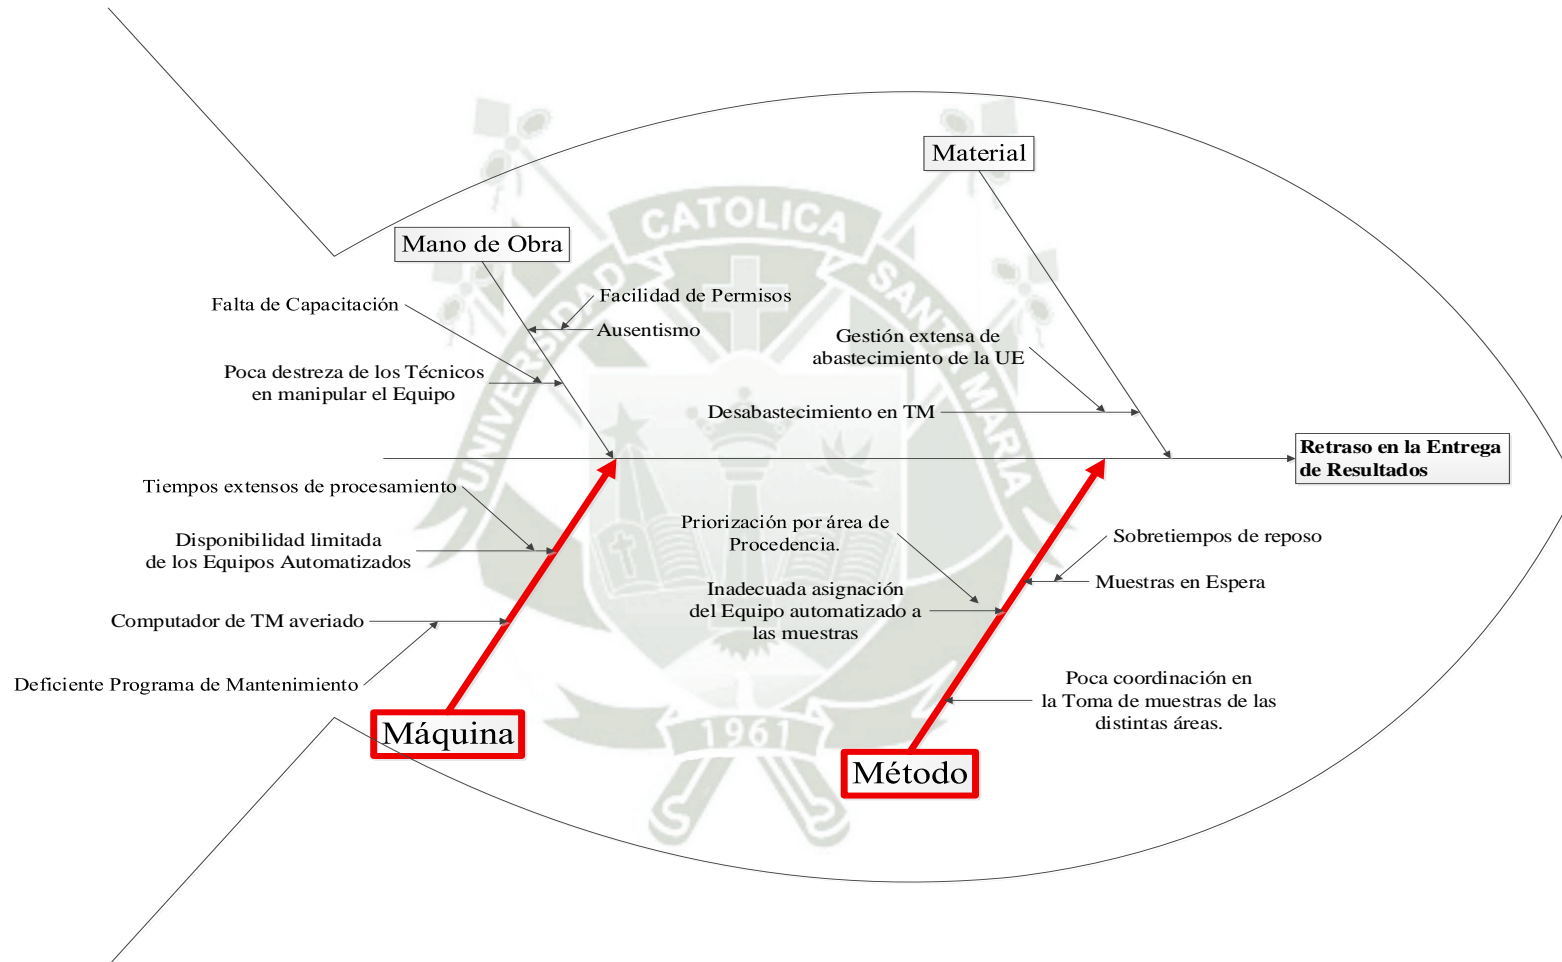 Material
Mano de Obra
Facilidad de Permisos
Falta de Capacitación
Ausentismo
Poca destreza de los Técnicos
en manipular el Equipo
Gestión extensa de
abastecimiento de la UE
Desabastecimiento en TM
Retraso en la Entrega
de Resultados
Tiempos extensos de procesamiento
Disponibilidad limitada
de los Equipos Automatizados
Computador de TM averiado
Deficiente Programa de Mantenimiento
Máquina
Priorización por área de
Procedencia.
Inadecuada asignación
del Equipo automatizado a
las muestras
Sobretiempos de reposo
Muestras en Espera
Poca coordinación en
la Toma de muestras de las
distintas áreas.
Método
UNIVERSIDAD CATOLICA SANTA MARIA
1961